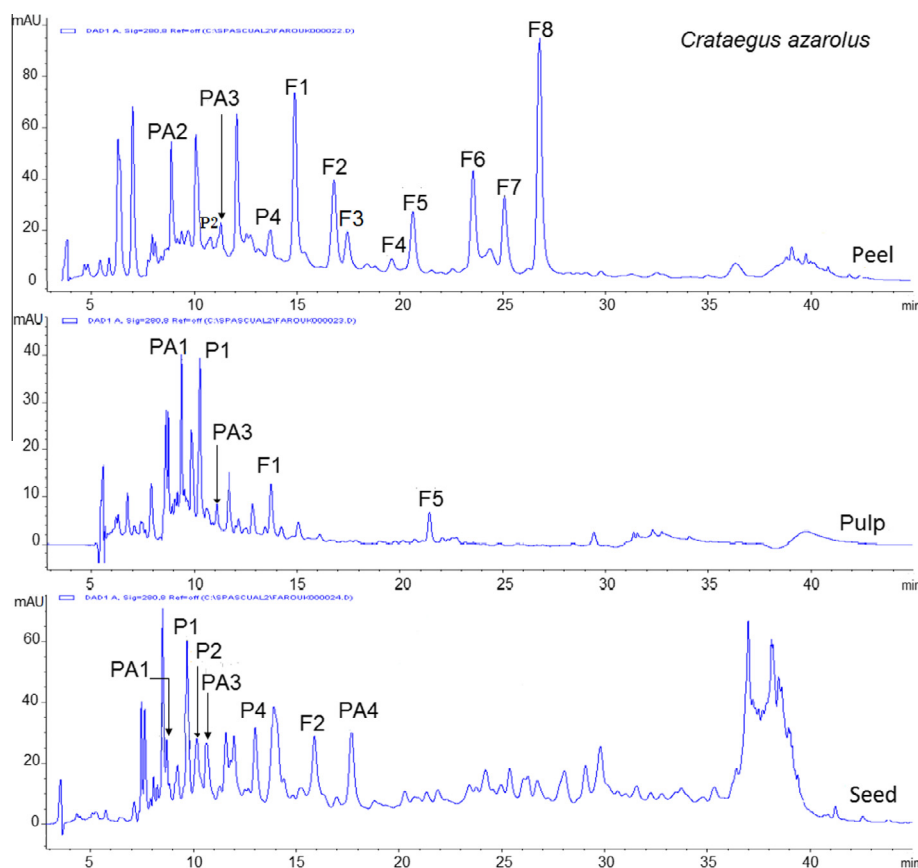 mAU
DAD1 A, Sig=280,8 Ref=off (C:\SPASCUAL2\FAROUK000022.D)
Crataegus azarolus
F8
F1
PA3
PA2
F2
F6
F7
F5
P2
P4
F3
F4
Peel
80
60
40
20
0
5 10 15 20 25 30 35 40 min
mAU
DAD1 A, Sig=280,8 Ref=off (C:\SPASCUAL2\FAROUK000023.D)
PA1 P1
PA3
F1
F5
Pulp
40
30
20
10
0
5 10 15 20 25 30 35 40 min
mAU
DAD1 A, Sig=280,8 Ref=off (C:\SPASCUAL2\FAROUK000024.D)
P1
P2
PA1
PA3
P4
F2
PA4
Seed
60
40
20
0
5 10 15 20 25 30 35 40 min